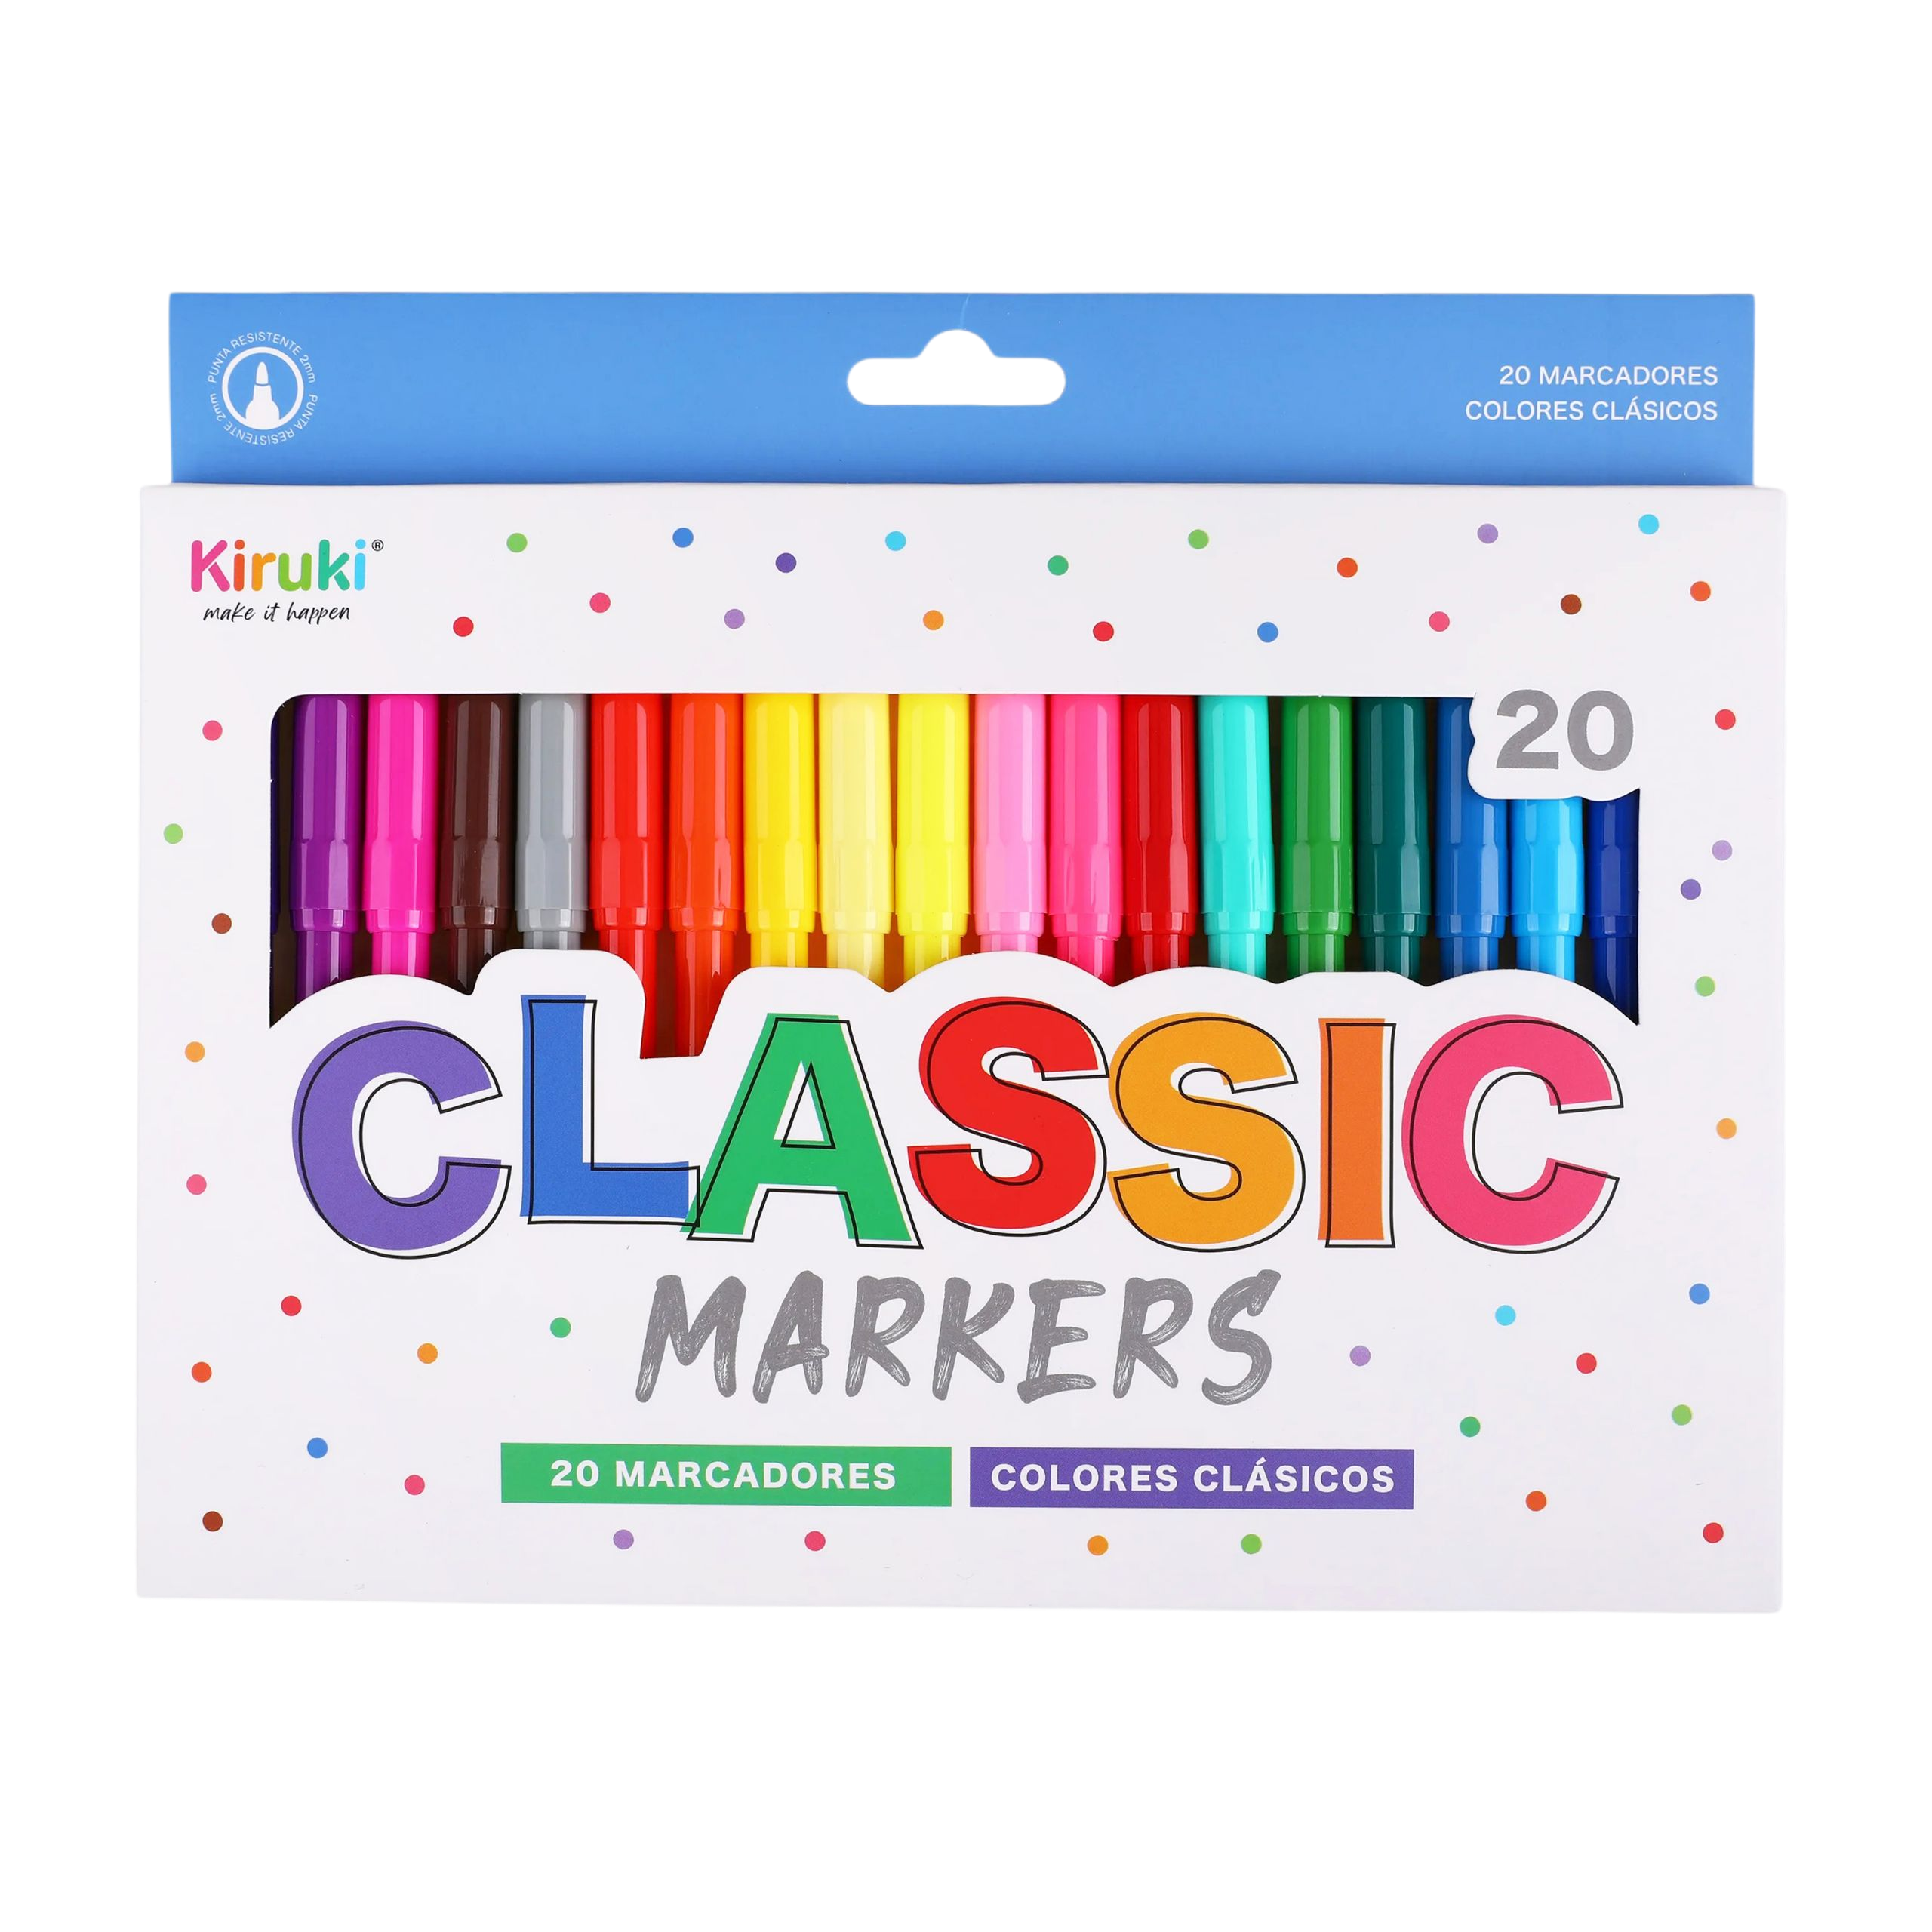 PUNTA RESISTENTE 2mm PUNTA RESISTENTE 2mm
20 MARCADORES
COLORES CLÁSICOS
Kiruki®
make it happen
20
CLASSIC
MARKERS
20 MARCADORES
COLORES CLÁSICOS